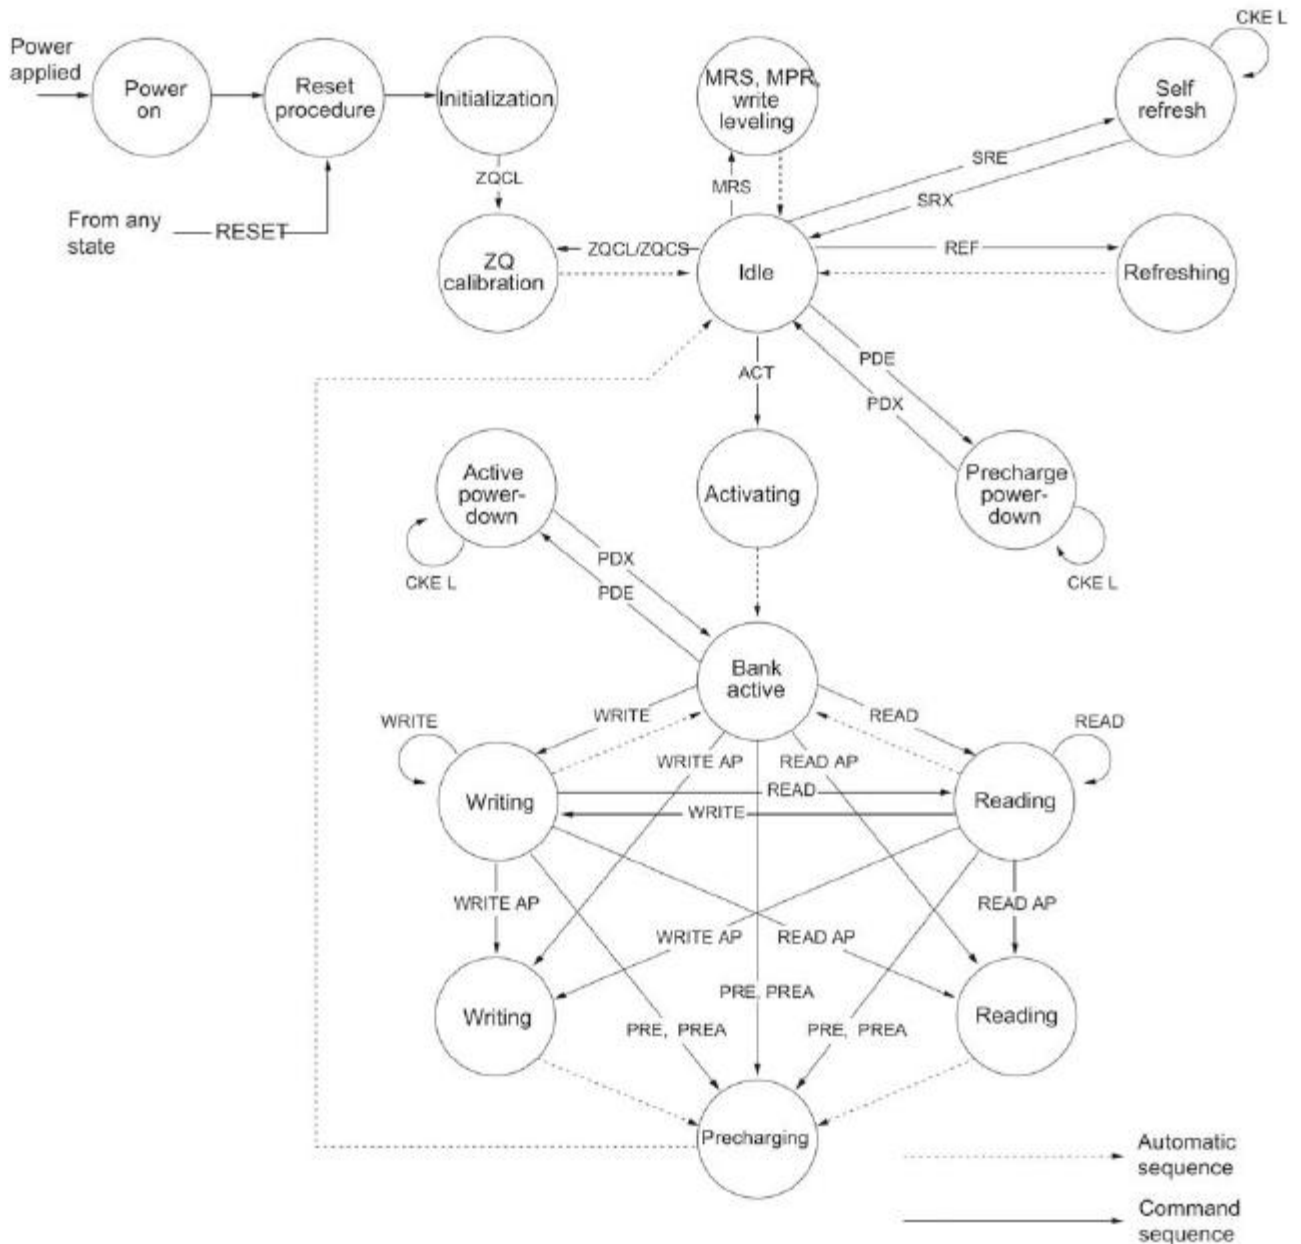 Power
applied
Power
on
Reset
procedure
Initialization
MRS, MPR,
write
leveling
Self
refresh
CKE L
ZQCL
MRS
SRE
SRX
From any
state
RESET
ZQ
calibration
ZQCL/ZQCS
Idle
REF
Refreshing
ACT
PDE
PDX
Active
power-
down
Activating
Precharge
power-
down
CKE L
PDX
PDE
CKE L
Bank
active
WRITE
WRITE
READ
READ
WRITE AP
READ AP
Writing
READ
WRITE
Reading
WRITE AP
READ AP
WRITE AP
READ AP
Writing
PRE, PREA
Reading
PRE, PREA
PRE, PREA
Precharging
Automatic
sequence
Command
sequence